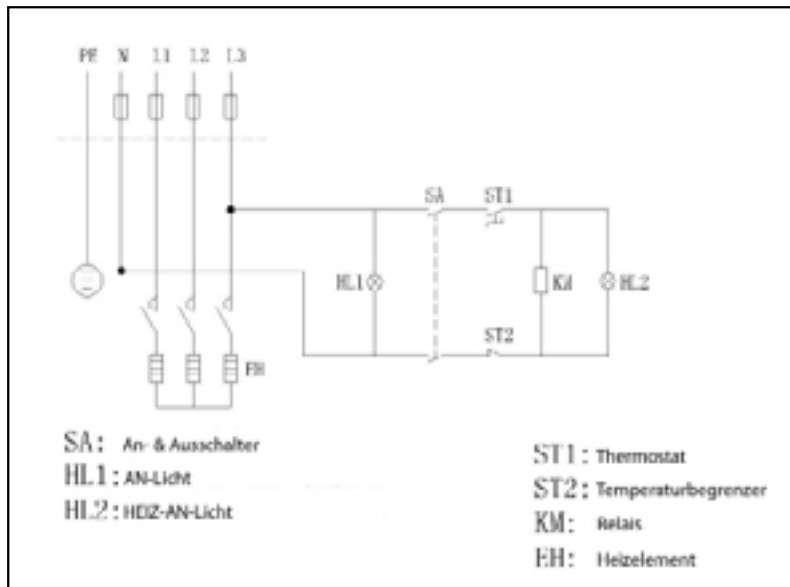 PE N L1 L2 L3
SA ST1
HL1 KM HL2
ST2
EH
SA: An- & Ausschalter
HL1: AN-Licht
HL2: HEIZ-AN-Licht
ST1: Thermostat
ST2: Temperaturbegrenzer
KM: Relais
EH: Heizelement